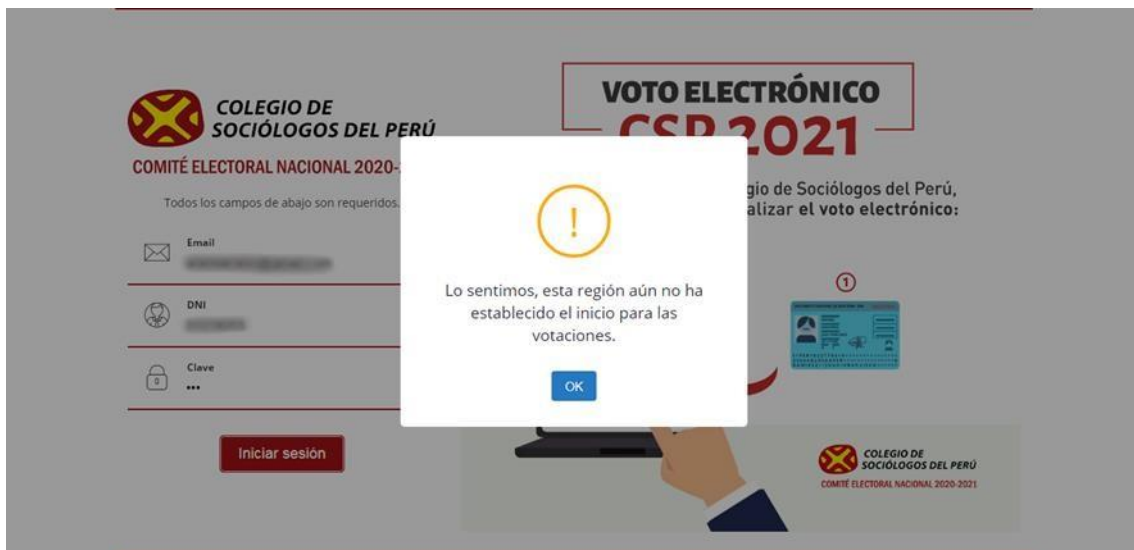 COLEGIO DE
SOCIÓLOGOS DEL PERÚ
COMITÉ ELECTORAL NACIONAL 2020-
Todos los campos de abajo son requeridos.
Email
DNI
Clave
Iniciar sesión
VOTO ELECTRÓNICO
CSP 2021
gio de Sociólogos del Perú,
alizar el voto electrónico:
1
Lo sentimos, esta región aún no ha
establecido el inicio para las
votaciones.
OK
COLEGIO DE
SOCIÓLOGOS DEL PERÚ
COMITÉ ELECTORAL NACIONAL 2020-2021